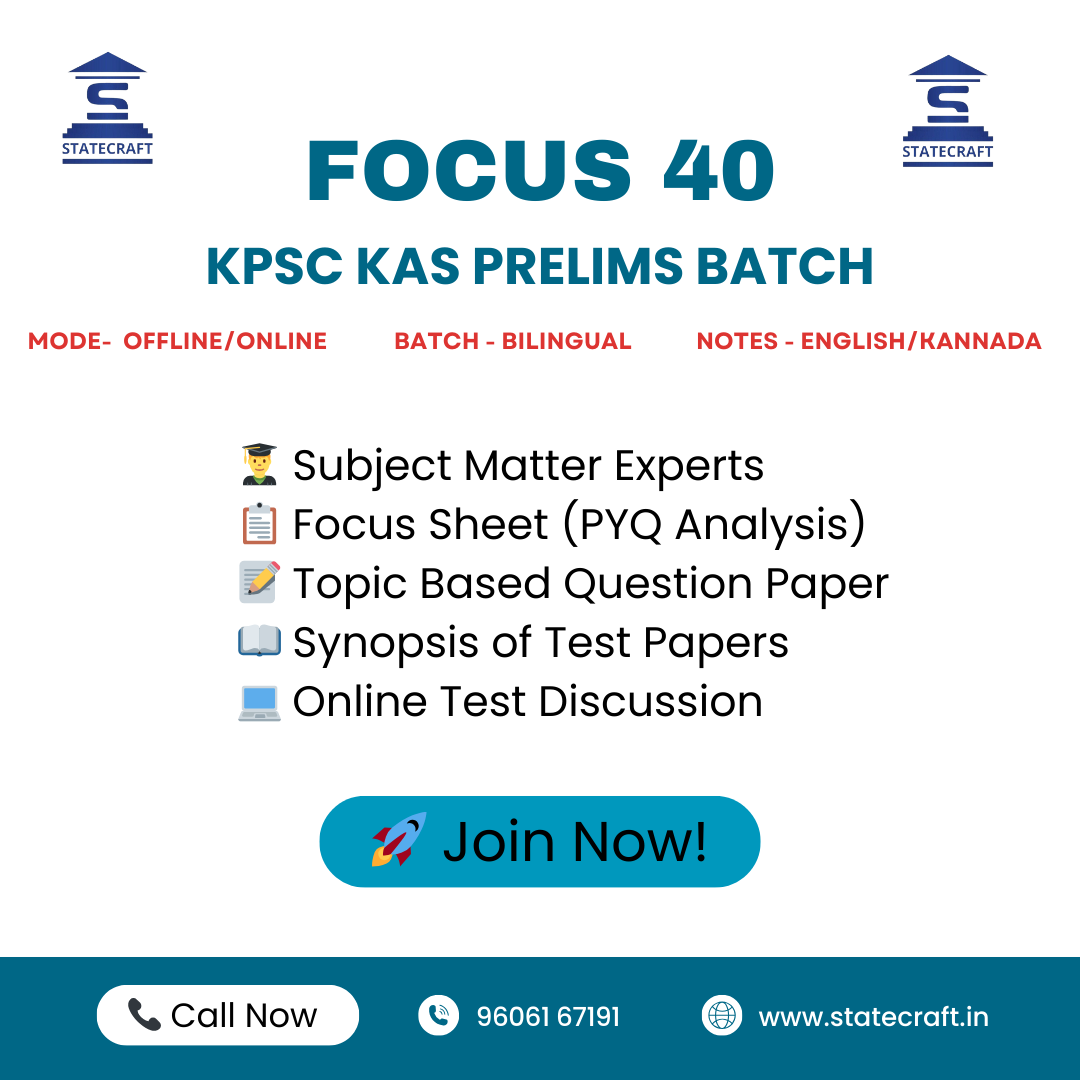 STATECRAFT
STATECRAFT
FOCUS 40
KPSC KAS PRELIMS BATCH
MODE- OFFLINE/ONLINE BATCH - BILINGUAL NOTES - ENGLISH/KANNADA
Subject Matter Experts
Focus Sheet (PYQ Analysis)
Topic Based Question Paper
Synopsis of Test Papers
Online Test Discussion
Join Now!
Call Now 96061 67191 www.statecraft.in